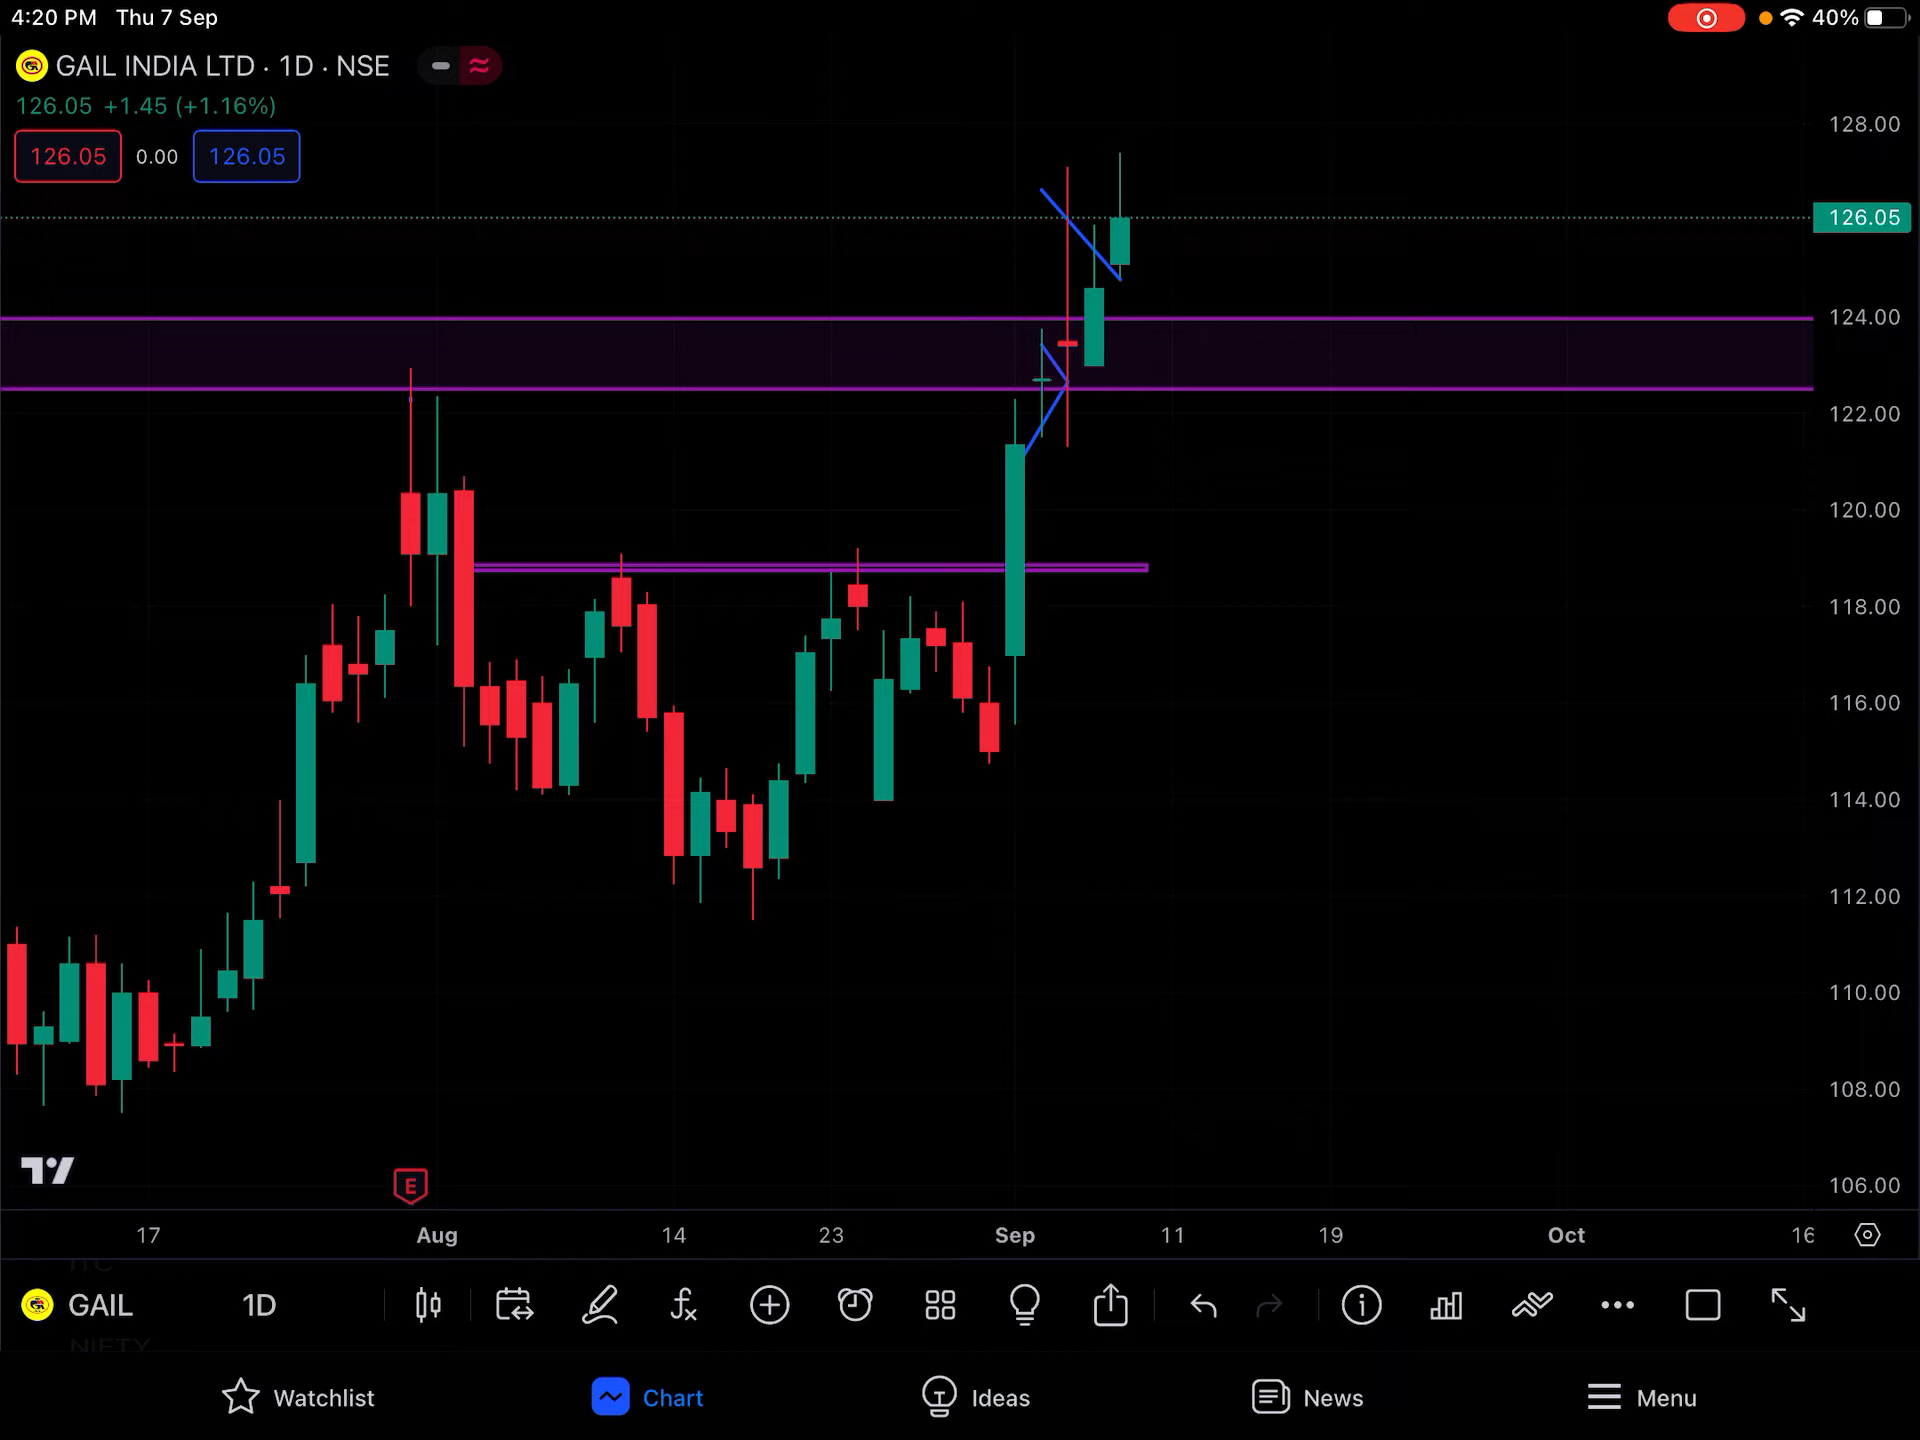 4:20 PM Thu 7 Sep
40%
GAIL INDIA LTD · 1D · NSE
126.05 +1.45 (+1.16%)
126.05 0.00 126.05
128.00
126.05
124.00
122.00
120.00
118.00
116.00
114.00
112.00
110.00
108.00
106.00
E
17 Aug 14 23 Sep 11 19 Oct 16
ITC
GAIL 1D
NIFTY
Watchlist Chart Ideas News Menu